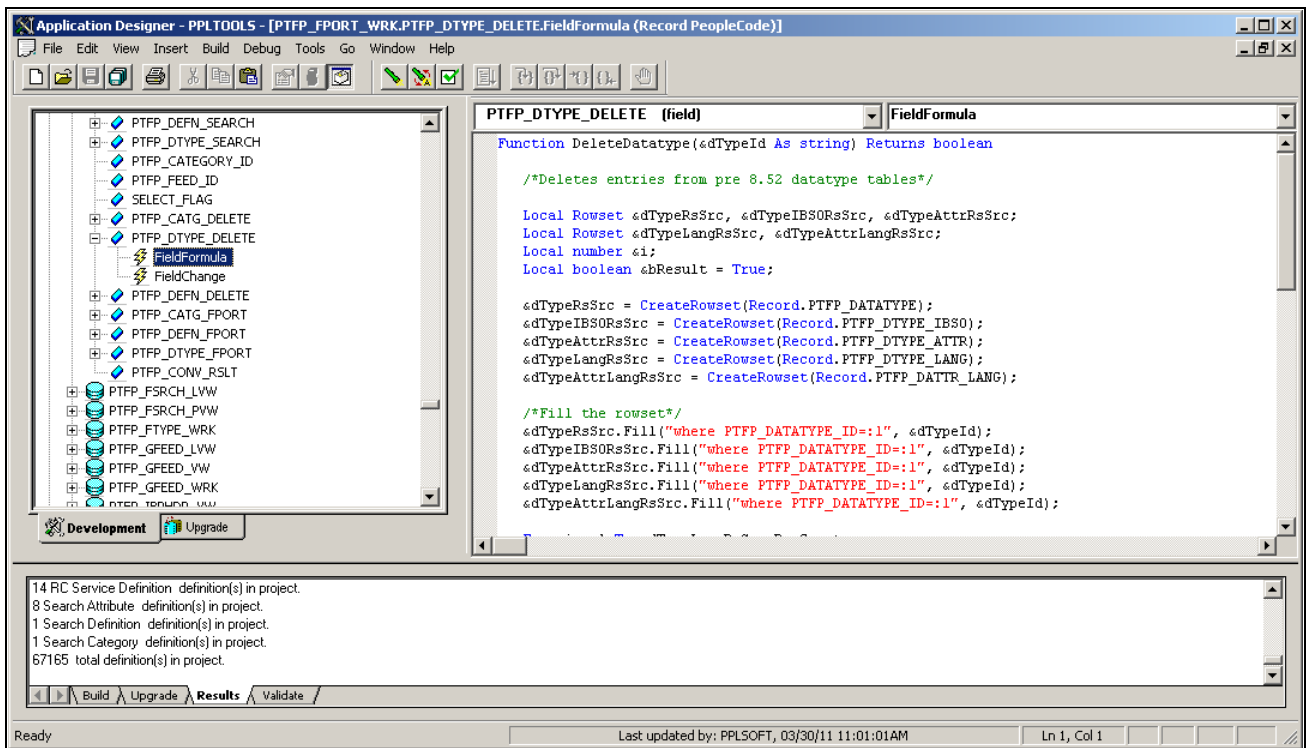 Application Designer - PPLTOOLS - [PTFP_FPORT_WRK.PTFP_DTYPE_DELETE.FieldFormula (Record PeopleCode)]
File Edit View Insert Build Debug Tools Go Window Help
PTFP_DEFN_SEARCH
PTFP_DTYPE_SEARCH
PTFP_CATEGORY_ID
PTFP_FEED_ID
SELECT_FLAG
PTFP_CATG_DELETE
PTFP_DTYPE_DELETE
FieldFormula
FieldChange
PTFP_DEFN_DELETE
PTFP_CATG_FPORT
PTFP_DEFN_FPORT
PTFP_DTYPE_FPORT
PTFP_CONV_RSLT
PTFP_FSRCH_LVW
PTFP_FSRCH_PVW
PTFP_FTYPE_WRK
PTFP_GFEED_LVW
PTFP_GFEED_VW
PTFP_GFEED_WRK
Development Upgrade
PTFP_DTYPE_DELETE (field) FieldFormula
Function DeleteDatatype(&dTypeId As string) Returns boolean
/*Deletes entries from pre 8.52 datatype tables*/
Local Rowset &dTypeRsSrc, &dTypeIBSORsSrc, &dTypeAttrRsSrc;
Local Rowset &dTypeLangRsSrc, &dTypeAttrLangRsSrc;
Local number &i;
Local boolean &bResult = True;
&dTypeRsSrc = CreateRowset(Record.PTFP_DATATYPE);
&dTypeIBSORsSrc = CreateRowset(Record.PTFP_DTYPE_IBSO);
&dTypeAttrRsSrc = CreateRowset(Record.PTFP_DTYPE_ATTR);
&dTypeLangRsSrc = CreateRowset(Record.PTFP_DTYPE_LANG);
&dTypeAttrLangRsSrc = CreateRowset(Record.PTFP_DATTR_LANG);
/*Fill the rowset*/
&dTypeRsSrc.Fill("where PTFP_DATATYPE_ID=:1", &dTypeId);
&dTypeIBSORsSrc.Fill("where PTFP_DATATYPE_ID=:1", &dTypeId);
&dTypeAttrRsSrc.Fill("where PTFP_DATATYPE_ID=:1", &dTypeId);
&dTypeLangRsSrc.Fill("where PTFP_DATATYPE_ID=:1", &dTypeId);
&dTypeAttrLangRsSrc.Fill("where PTFP_DATATYPE_ID=:1", &dTypeId);
14 RC Service Definition definition(s) in project.
8 Search Attribute definition(s) in project.
1 Search Definition definition(s) in project.
1 Search Category definition(s) in project.
67165 total definition(s) in project.
Build Upgrade Results Validate
Ready Last updated by: PPLSOFT, 03/30/11 11:01:01AM Ln 1, Col 1